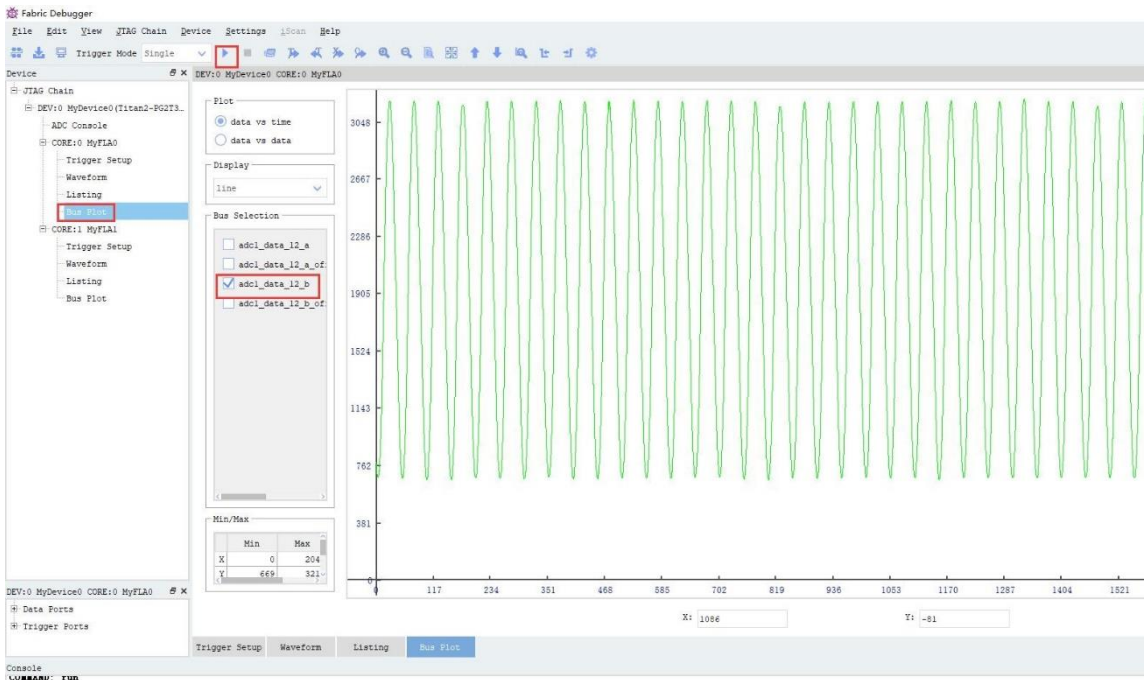 Fabric Debugger
File Edit View JTAG Chain Device Settings iScan Help
Trigger Mode Single
Device
DEV:0 MyDevice0 CORE:0 MyFLA0
JTAG Chain
DEV:0 MyDevice0(Titan2-PG2T3…
ADC Console
CORE:0 MyFLA0
Trigger Setup
Waveform
Listing
Bus Plot
CORE:1 MyFLA1
Trigger Setup
Waveform
Listing
Bus Plot
Plot
data vs time
data vs data
Display
line
Bus Selection
adc1_data_12_a
adc1_data_12_a_of:
adc1_data_12_b
adc1_data_12_b_of:
Min/Max
Min Max
X 0 204
Y 669 321
3048
2667
2286
1905
1524
1143
762
381
0
0 117 234 351 468 585 702 819 936 1053 1170 1287 1404 1521
X: 1086 Y: -81
DEV:0 MyDevice0 CORE:0 MyFLA0
Data Ports
Trigger Ports
Trigger Setup Waveform Listing Bus Plot
Console
COMMAND: run